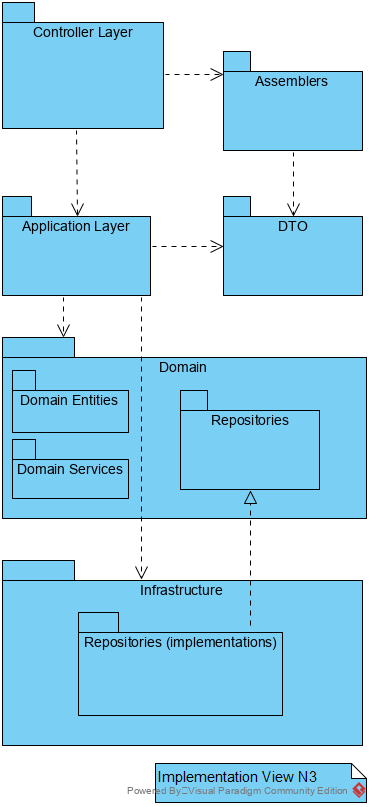 Controller Layer
Assemblers
Application Layer
DTO
Domain
Domain Entities
Repositories
Domain Services
Infrastructure
Repositories (implementations)
Implementation View N3
Powered By Visual Paradigm Community Edition